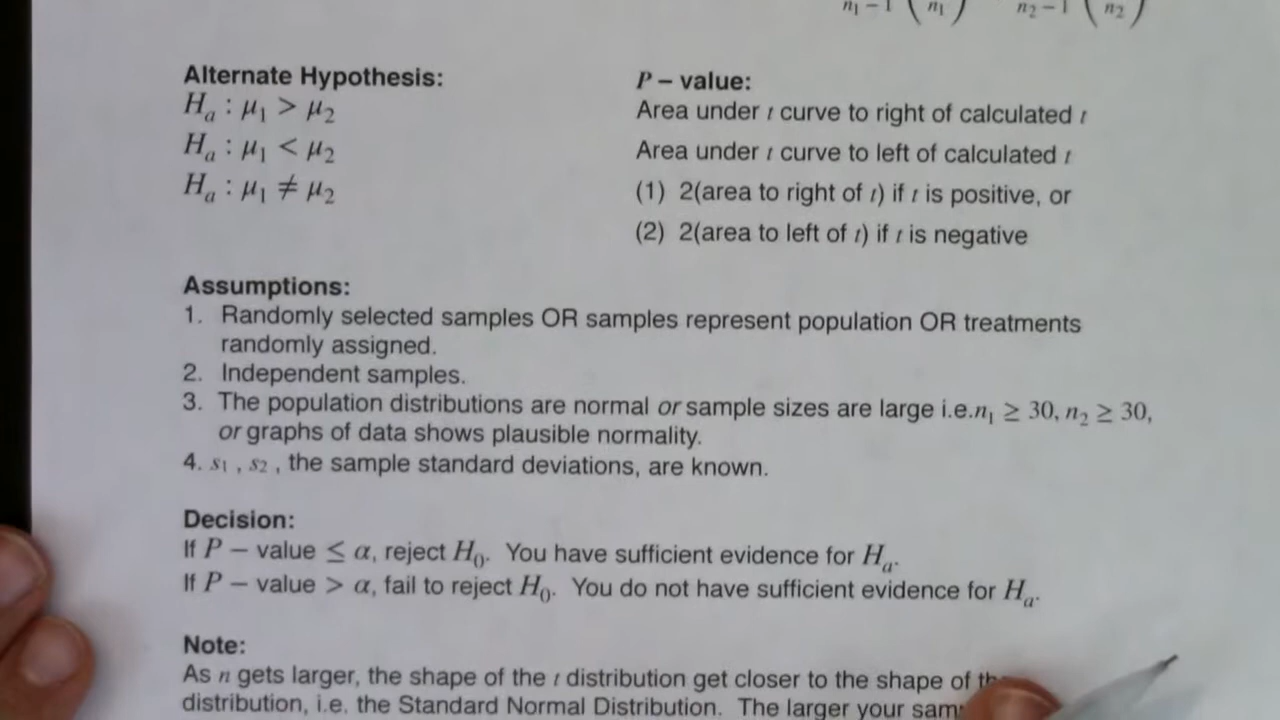 n₁ − 1 ( n₁ ) n₂ − 1 ( n₂ )
Alternate Hypothesis:
Hₐ : μ₁ > μ₂
Hₐ : μ₁ < μ₂
Hₐ : μ₁ ≠ μ₂
P – value:
Area under t curve to right of calculated t
Area under t curve to left of calculated t
(1) 2(area to right of t) if t is positive, or
(2) 2(area to left of t) if t is negative
Assumptions:
1. Randomly selected samples OR samples represent population OR treatments
randomly assigned.
2. Independent samples.
3. The population distributions are normal or sample sizes are large i.e.n₁ ≥ 30, n₂ ≥ 30,
or graphs of data shows plausible normality.
4. s₁ , s₂ , the sample standard deviations, are known.
Decision:
If P – value ≤ α, reject H₀. You have sufficient evidence for Hₐ.
If P – value > α, fail to reject H₀. You do not have sufficient evidence for Hₐ.
Note:
As n gets larger, the shape of the t distribution get closer to the shape of
distribution, i.e. the Standard Normal Distribution. The larger your